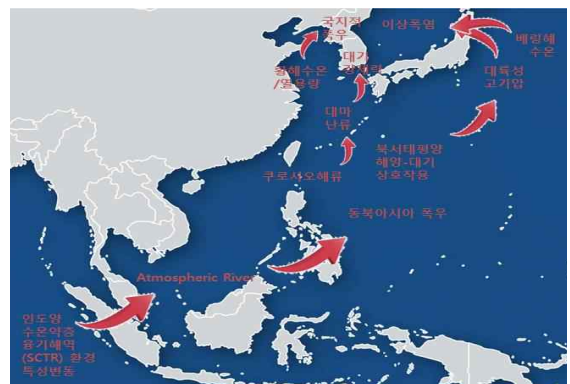 국지적
폭우
이상폭염
배링해
수온
황해수온
/열용량
대기
대륙성
고기압
대마
난류
북서태평양
해양-대기
상호작용
쿠로시오해류
동북아시아 폭우
Atmospheric River
인도양
수온약층
융기해역
(SCTR) 환경
특성변동